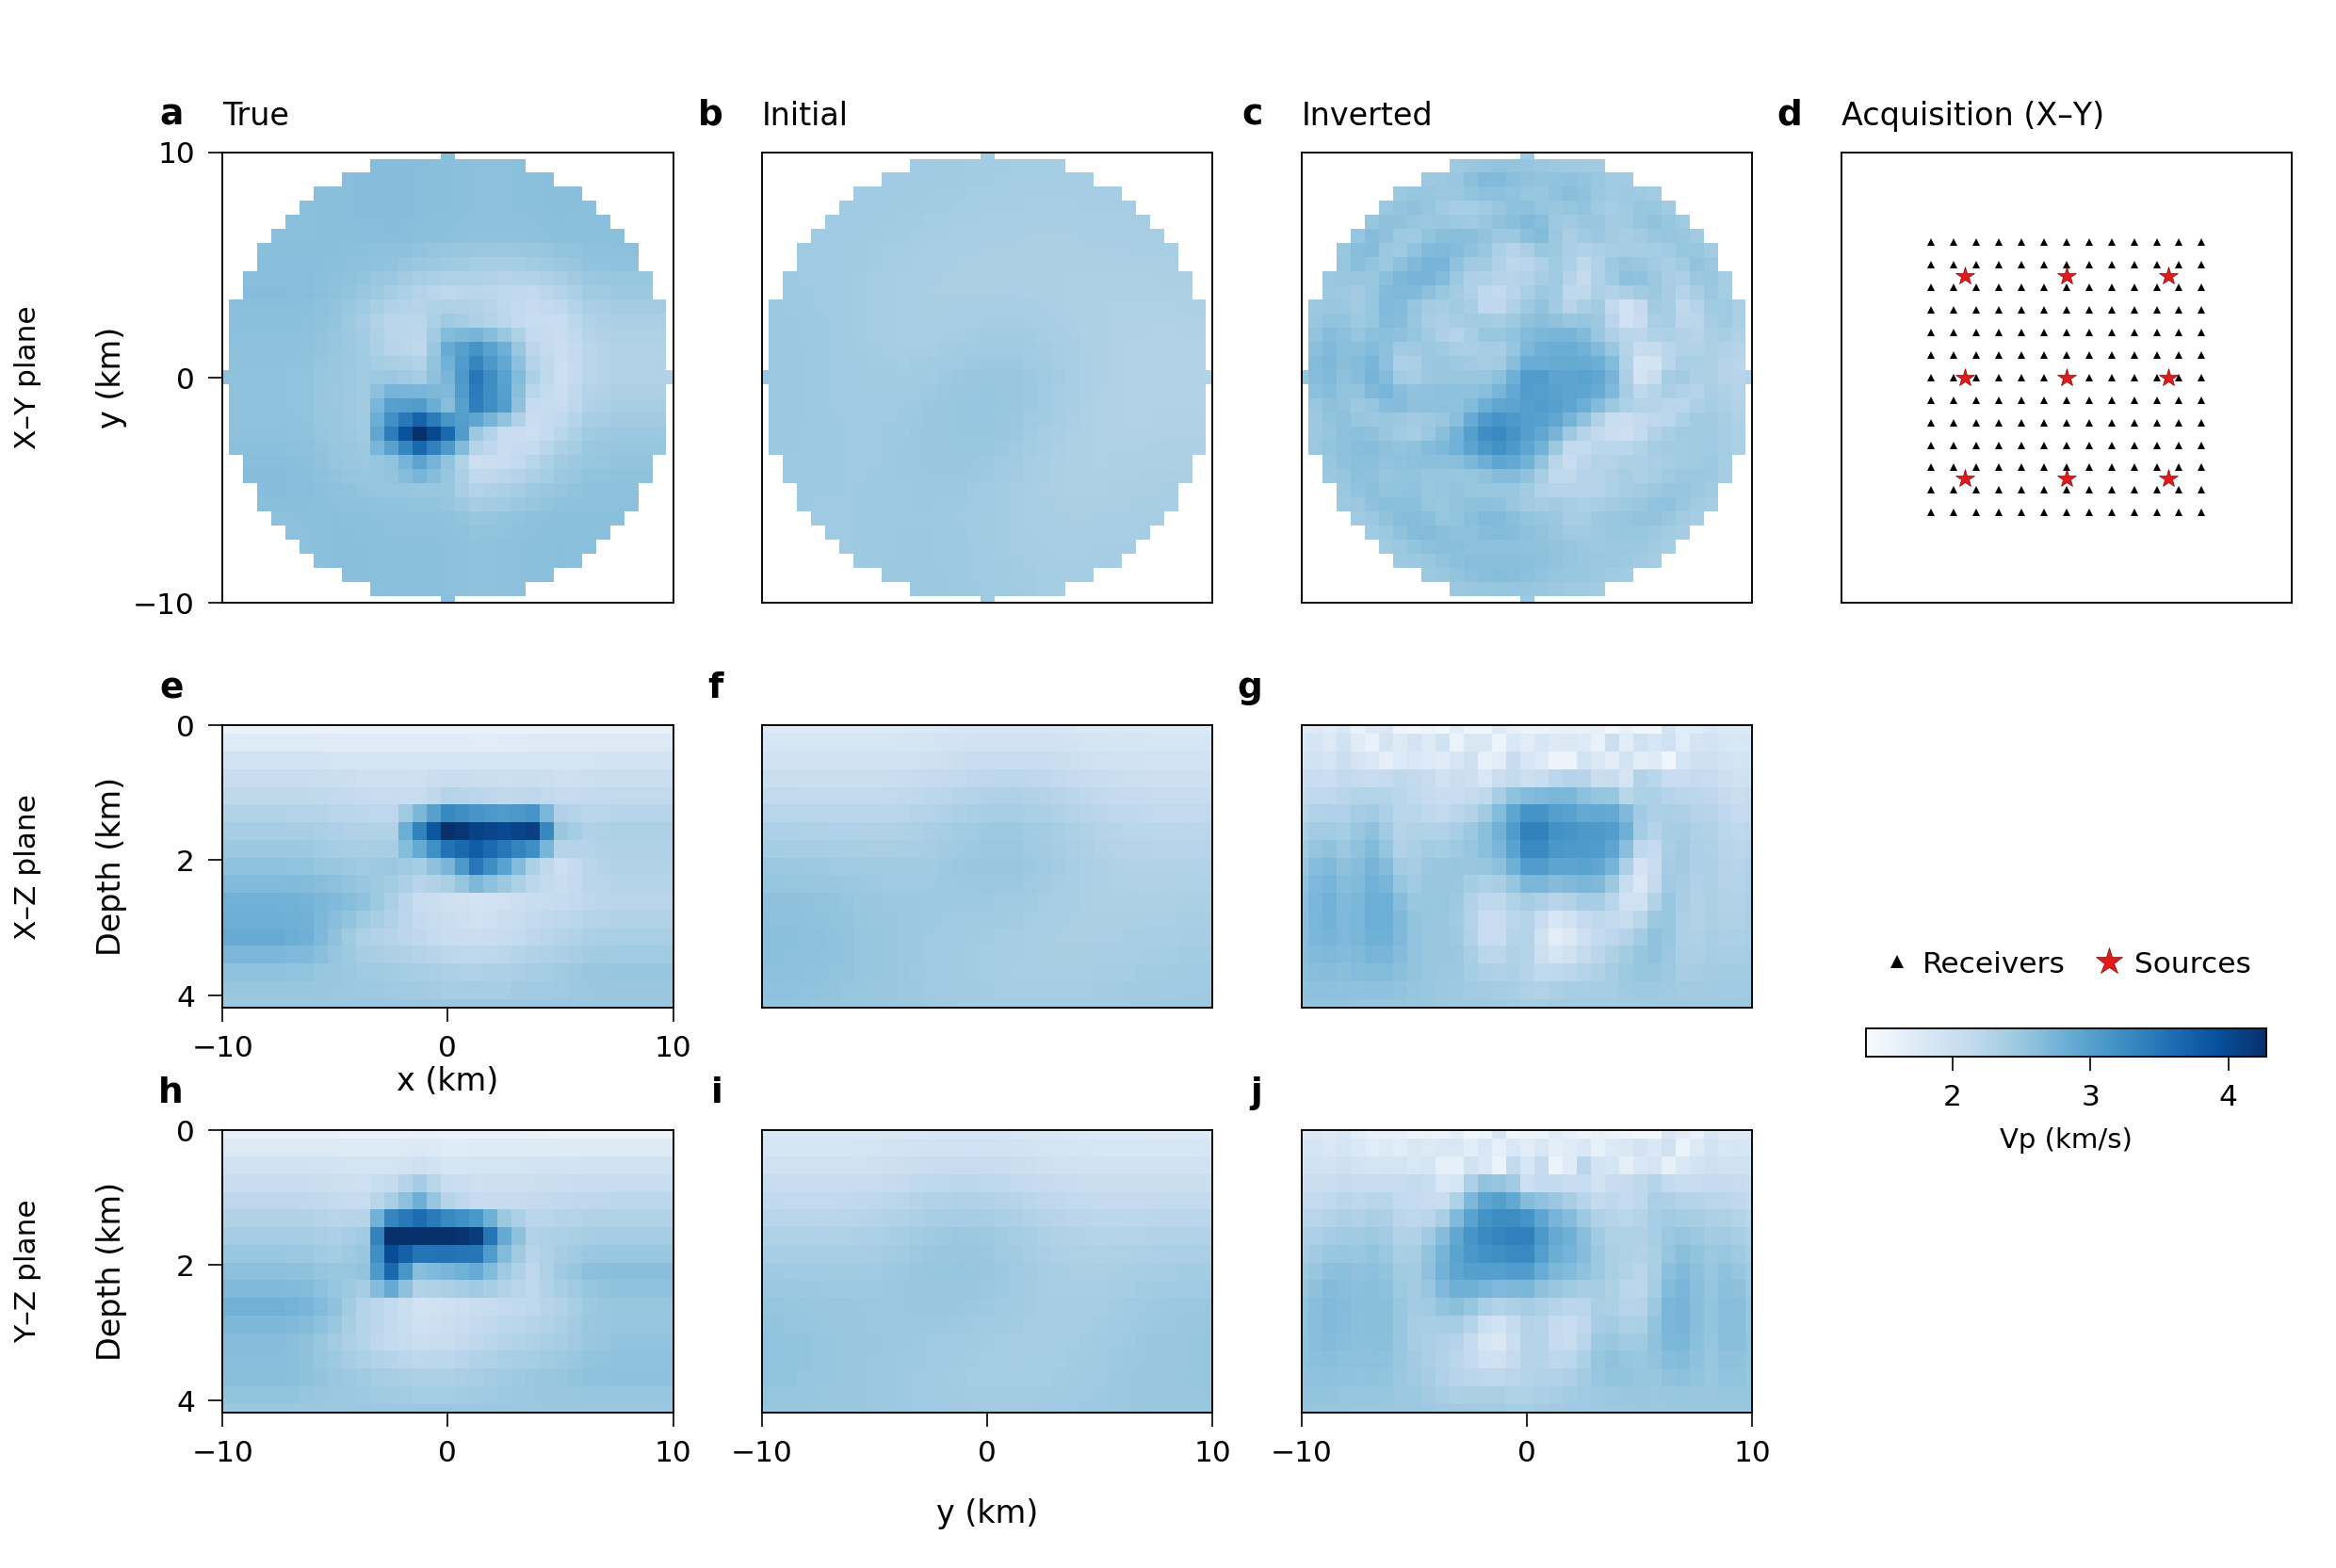 a True
b Initial
c Inverted
d Acquisition (X–Y)
X–Y plane
y (km)
10
0
−10
e
f
g
X–Z plane
Depth (km)
0
2
4
−10 0 10
x (km)
Receivers
Sources
2 3 4
Vp (km/s)
h
i
j
Y–Z plane
Depth (km)
0
2
4
−10 0 10
−10 0 10
−10 0 10
y (km)